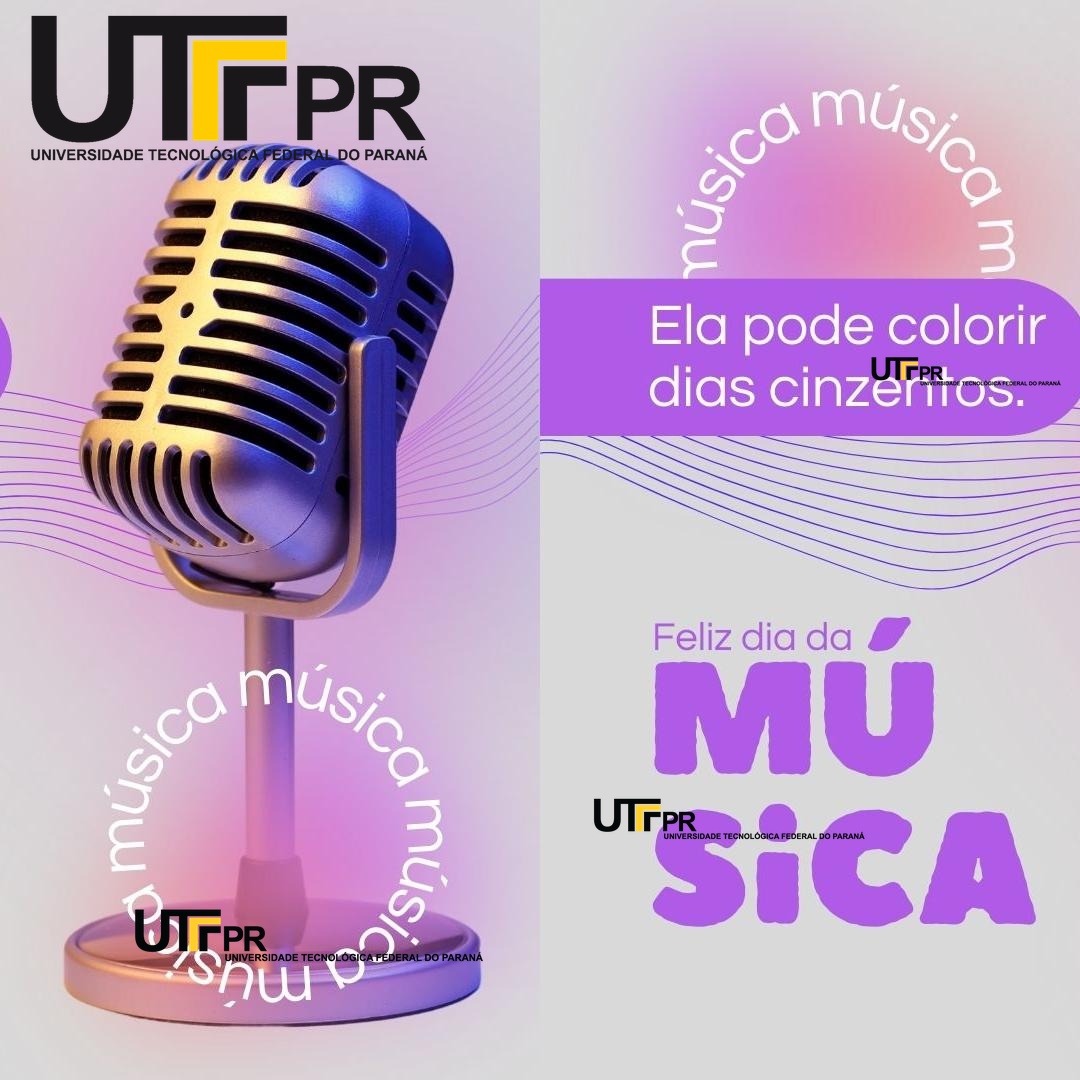 UTFPR
UNIVERSIDADE TECNOLÓGICA FEDERAL DO PARANÁ
música música música música música
UTFPR
UNIVERSIDADE TECNOLÓGICA FEDERAL DO PARANÁ
música música m
Ela pode colorir
dias cinzentos.
UTFPR
UNIVERSIDADE TECNOLÓGICA FEDERAL DO PARANÁ
Feliz dia da
MÚ
SiCA
UTFPR
UNIVERSIDADE TECNOLÓGICA FEDERAL DO PARANÁ